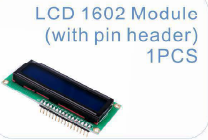 LCD 1602 Module
(with pin header)
1PCS